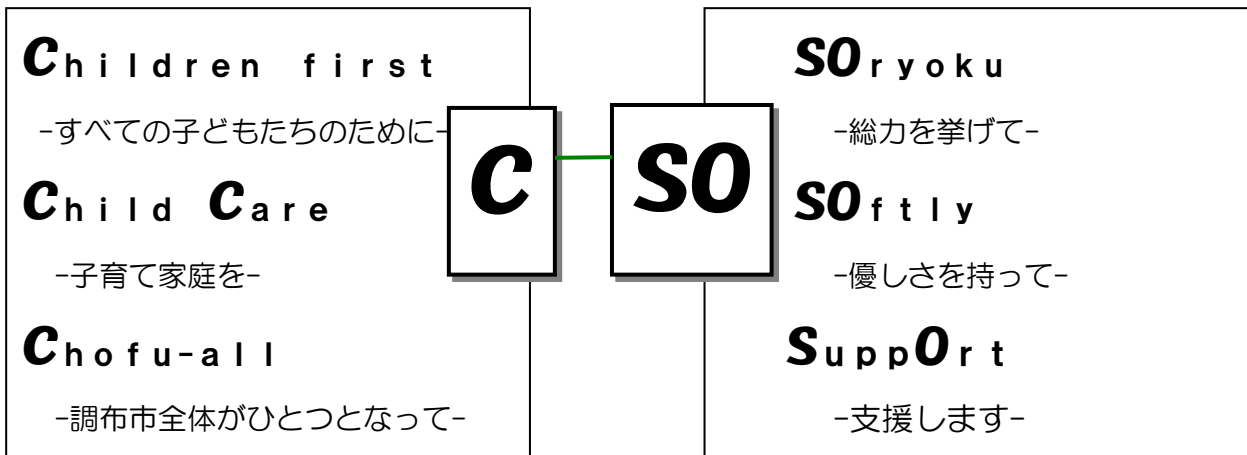 Children first
-すべての子どもたちのために-
Child Care
-子育て家庭を-
Chofu-all
-調布市全体がひとつとなって-
C
SO
SOryoku
-総力を挙げて-
SOftly
-優しさを持って-
SuppOrt
-支援します-